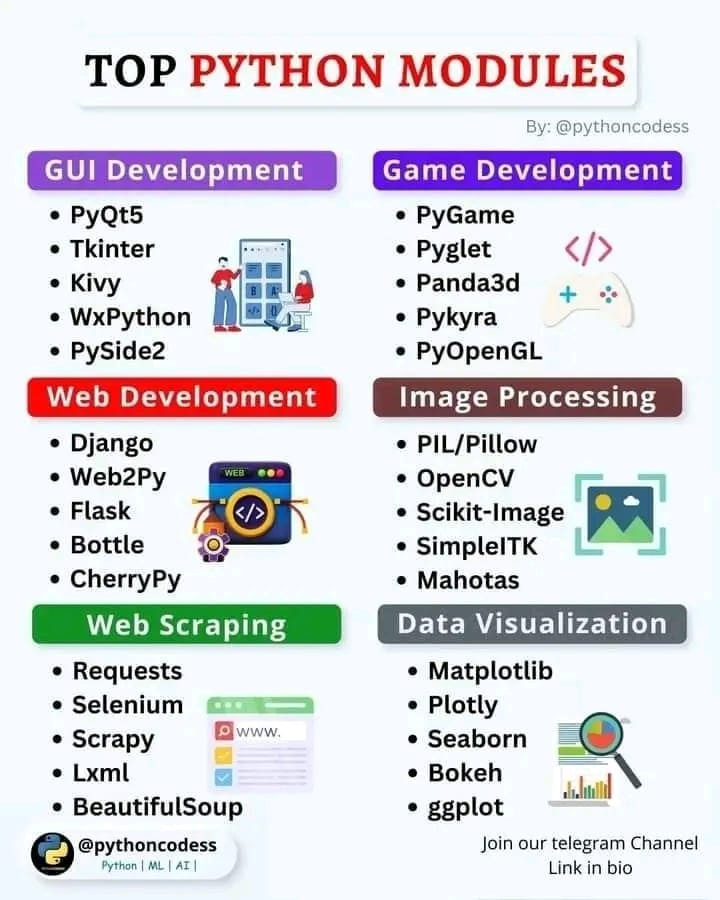 TOP PYTHON MODULES
By: @pythoncodess
GUI Development
• PyQt5
• Tkinter
• Kivy
• WxPython
• PySide2
Game Development
• PyGame
• Pyglet
• Panda3d
• Pykyra
• PyOpenGL
</>
Web Development
• Django
• Web2Py
• Flask
• Bottle
• CherryPy
WEB
</>
Image Processing
• PIL/Pillow
• OpenCV
• Scikit-Image
• SimpleITK
• Mahotas
Web Scraping
• Requests
• Selenium
• Scrapy
• Lxml
• BeautifulSoup
www.
Data Visualization
• Matplotlib
• Plotly
• Seaborn
• Bokeh
• ggplot
@pythoncodess
Python | ML | AI |
Join our telegram Channel
Link in bio